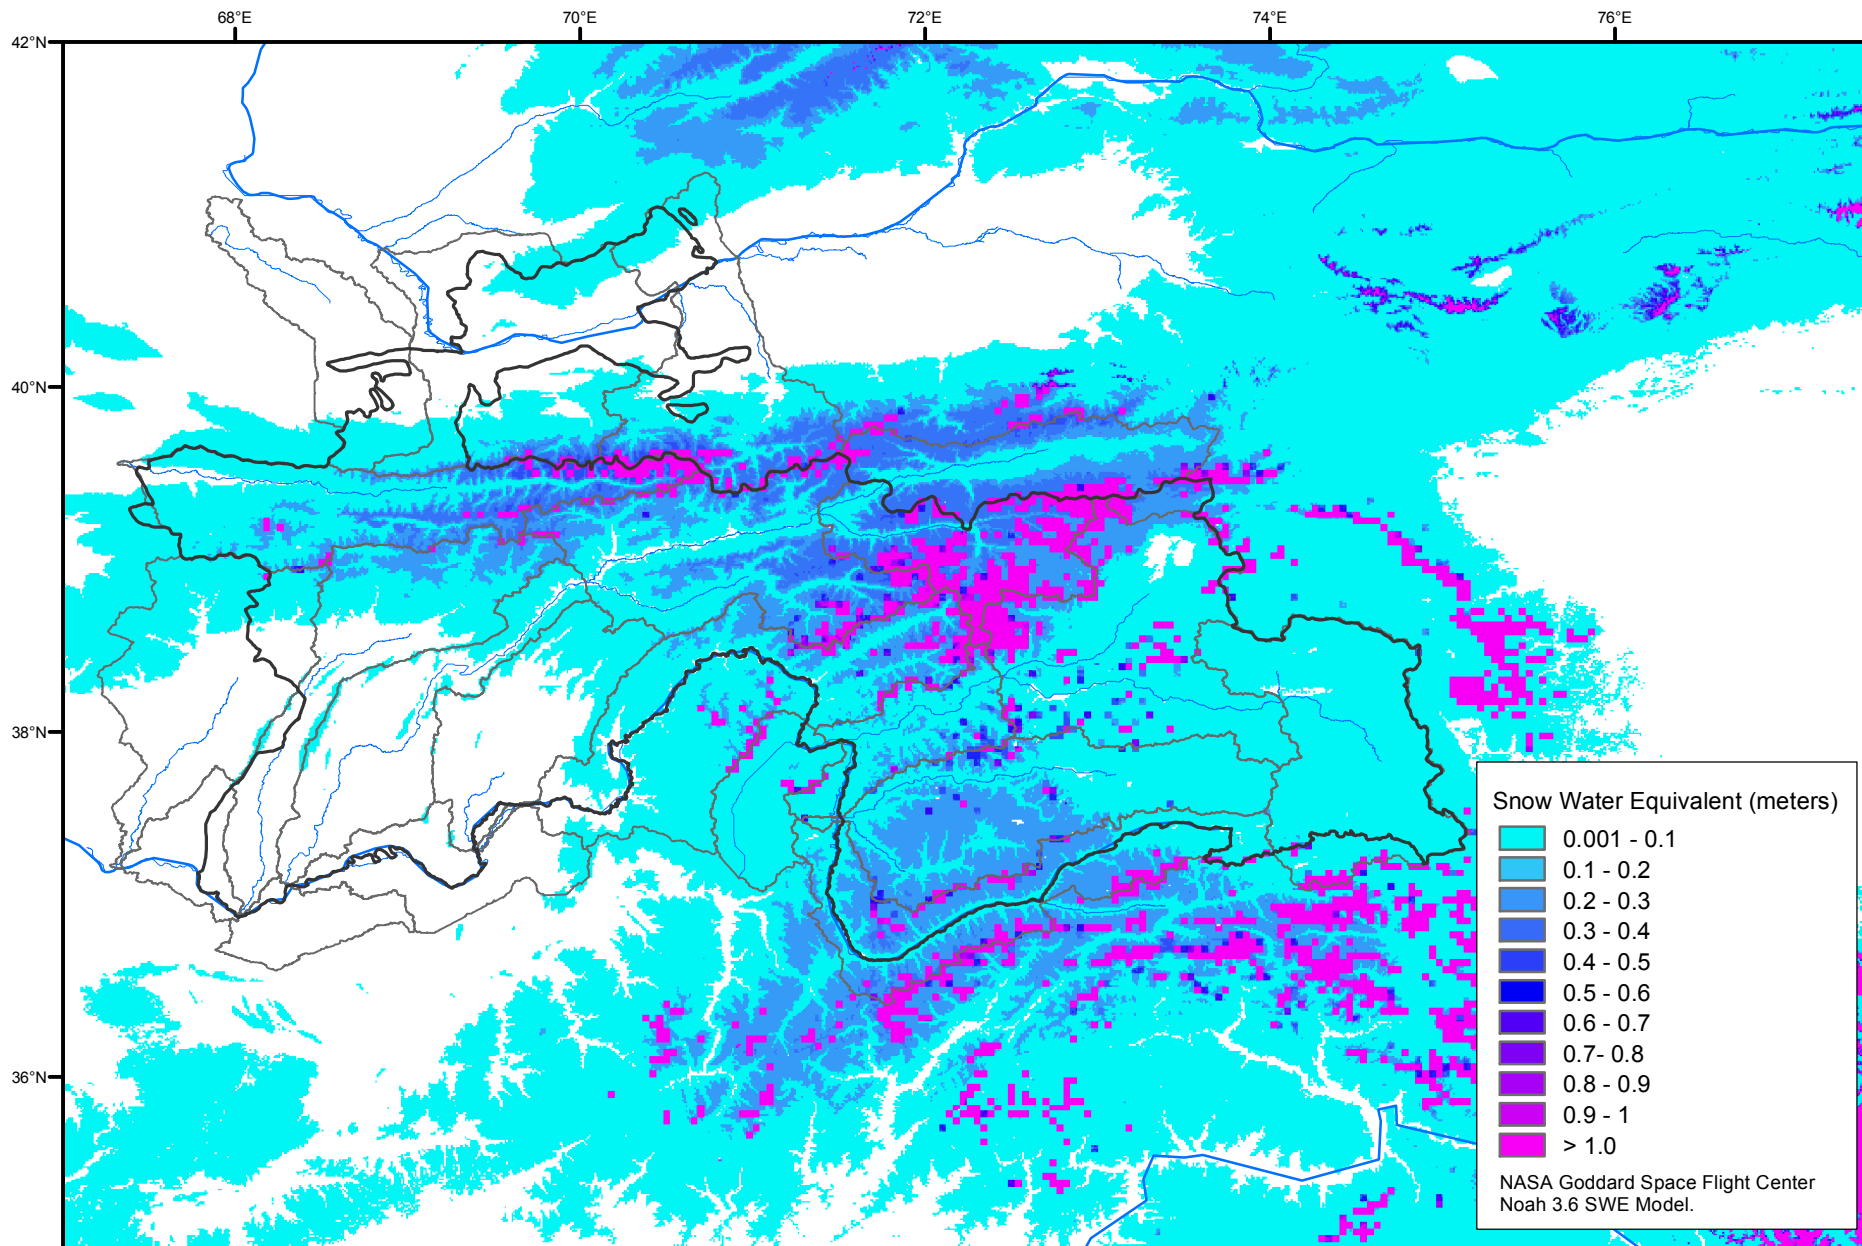 68°E
70°E
72°E
74°E
76°E
42°N
40°N
38°N
36°N
Snow Water Equivalent (meters)
0.001 - 0.1
0.1 - 0.2
0.2 - 0.3
0.3 - 0.4
0.4 - 0.5
0.5 - 0.6
0.6 - 0.7
0.7- 0.8
0.8 - 0.9
0.9 - 1
> 1.0
NASA Goddard Space Flight Center
Noah 3.6 SWE Model.